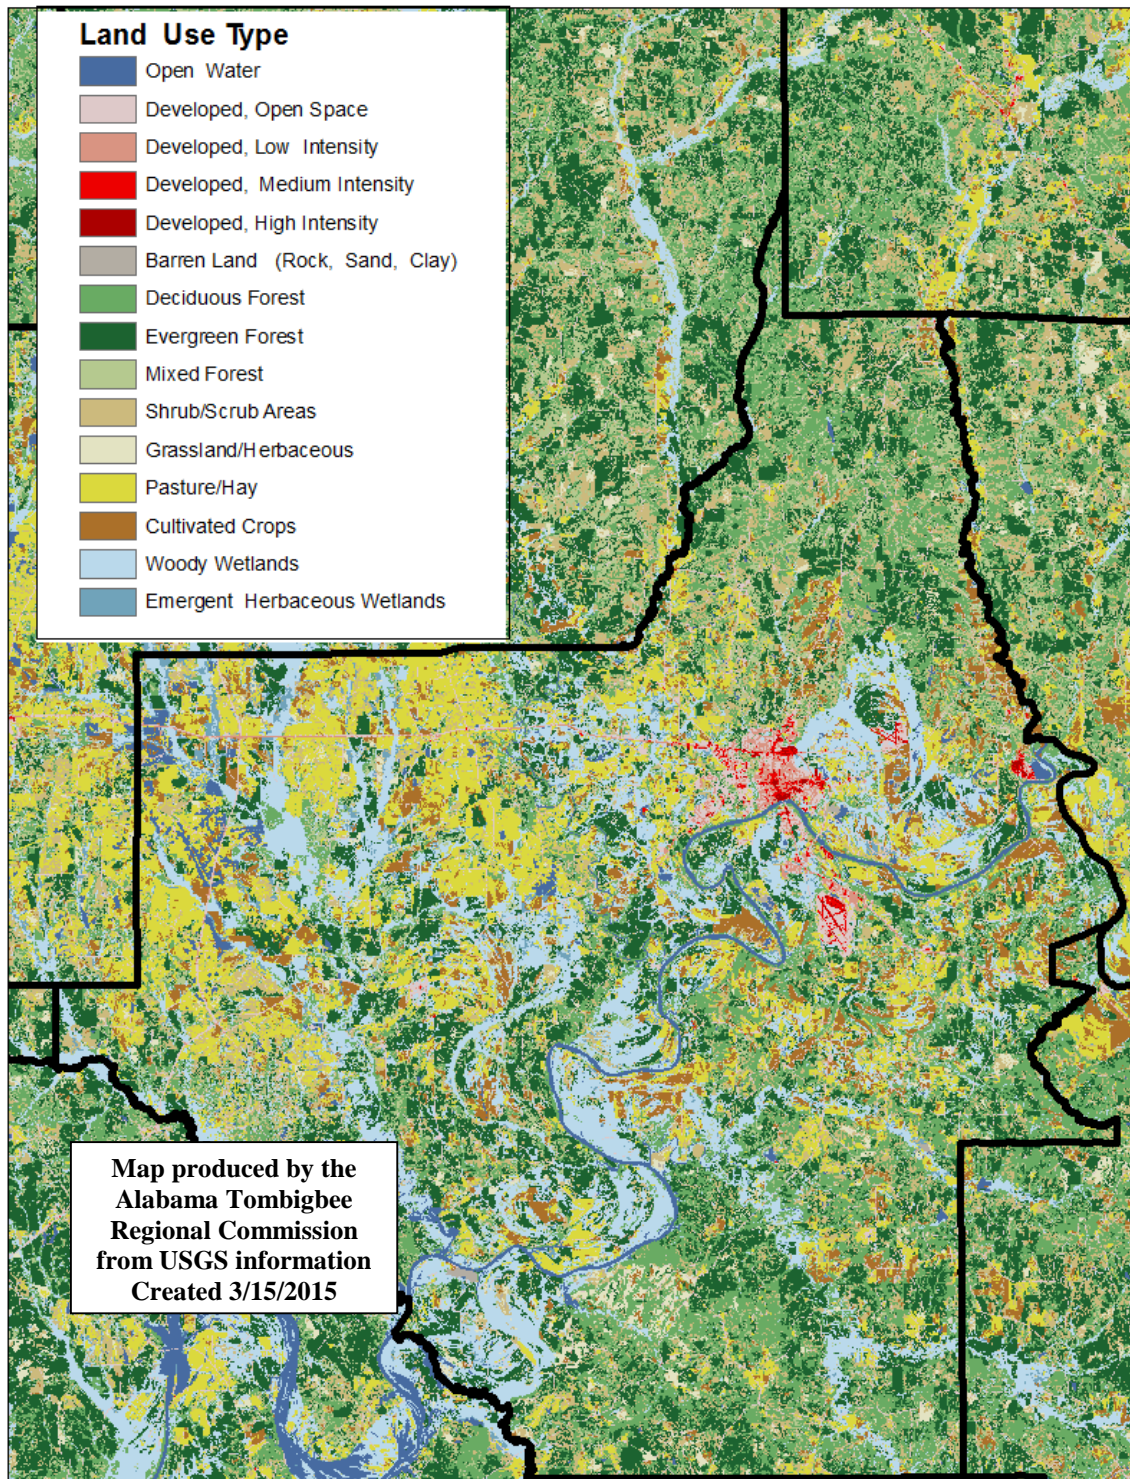 Land Use Type
Open Water
Developed, Open Space
Developed, Low Intensity
Developed, Medium Intensity
Developed, High Intensity
Barren Land (Rock, Sand, Clay)
Deciduous Forest
Evergreen Forest
Mixed Forest
Shrub/Scrub Areas
Grassland/Herbaceous
Pasture/Hay
Cultivated Crops
Woody Wetlands
Emergent Herbaceous Wetlands
Map produced by the
Alabama Tombigbee
Regional Commission
from USGS information
Created 3/15/2015